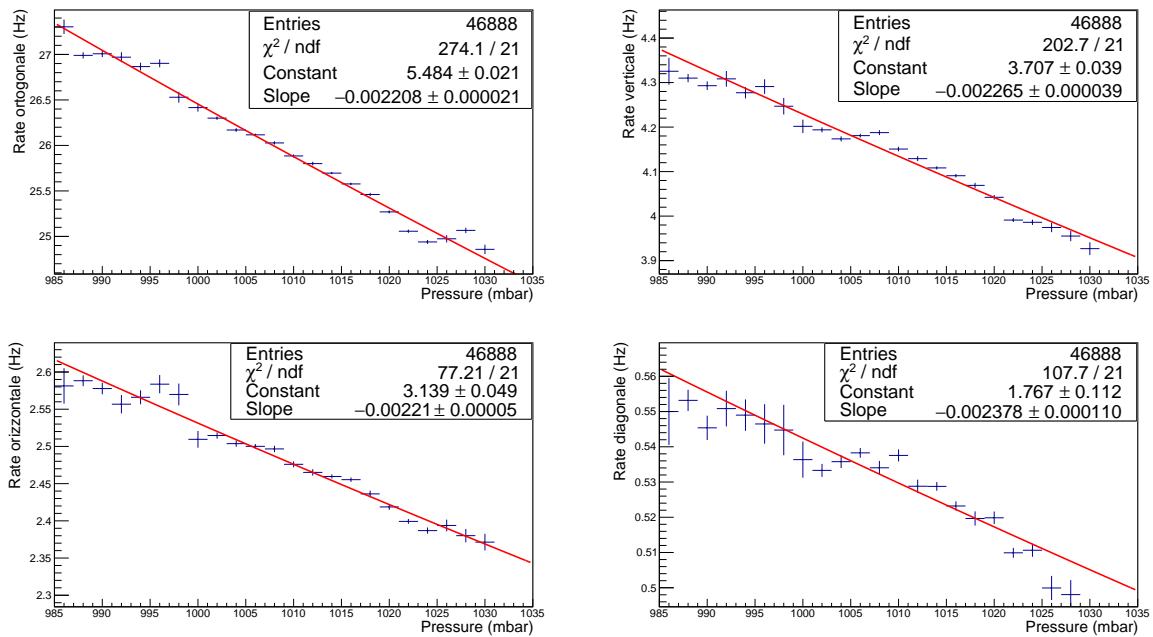 Rate ortogonale (Hz)
Entries 46888
χ² / ndf 274.1 / 21
Constant 5.484 ± 0.021
Slope −0.002208 ± 0.000021
27
26.5
26
25.5
25
985 990 995 1000 1005 1010 1015 1020 1025 1030 1035
Pressure (mbar)
Rate verticale (Hz)
Entries 46888
χ² / ndf 202.7 / 21
Constant 3.707 ± 0.039
Slope −0.002265 ± 0.000039
4.4
4.3
4.2
4.1
4
3.9
985 990 995 1000 1005 1010 1015 1020 1025 1030 1035
Pressure (mbar)
Rate orizzontale (Hz)
Entries 46888
χ² / ndf 77.21 / 21
Constant 3.139 ± 0.049
Slope −0.00221 ± 0.00005
2.6
2.55
2.5
2.45
2.4
2.35
2.3
985 990 995 1000 1005 1010 1015 1020 1025 1030 1035
Pressure (mbar)
Rate diagonale (Hz)
Entries 46888
χ² / ndf 107.7 / 21
Constant 1.767 ± 0.112
Slope −0.002378 ± 0.000110
0.56
0.55
0.54
0.53
0.52
0.51
0.5
985 990 995 1000 1005 1010 1015 1020 1025 1030 1035
Pressure (mbar)